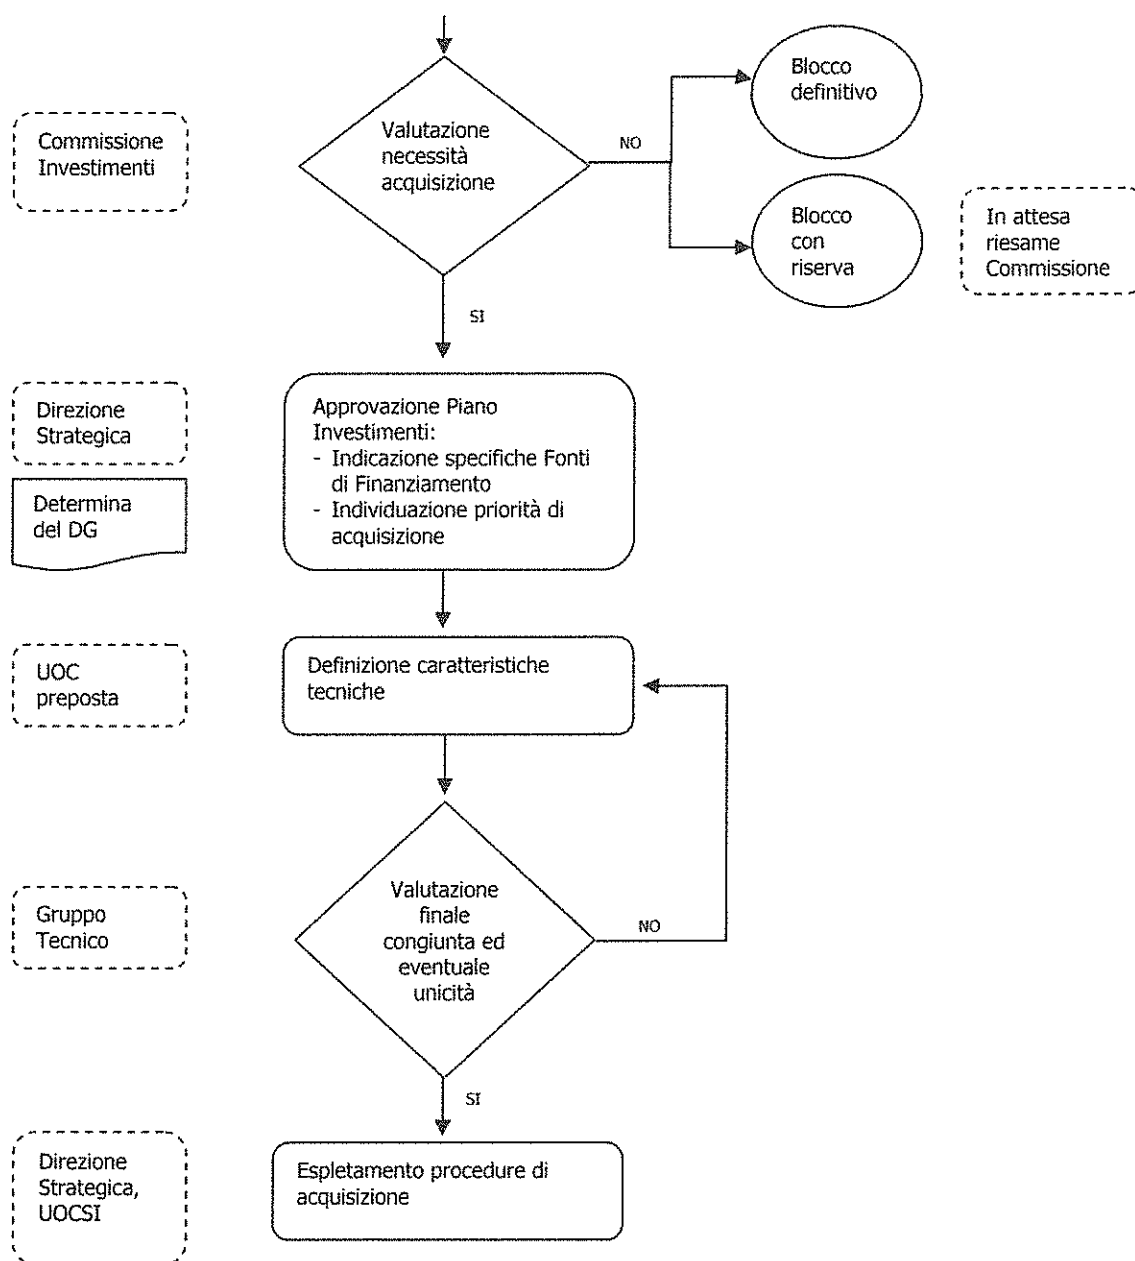 Commissione
Investimenti
Valutazione
necessità
acquisizione
NO
Blocco
definitivo
Blocco
con
riserva
In attesa
riesame
Commissione
SI
Direzione
Strategica
Determina
del DG
Approvazione Piano
Investimenti:
- Indicazione specifiche Fonti
di Finanziamento
- Individuazione priorità di
acquisizione
UOC
preposta
Definizione caratteristiche
tecniche
Gruppo
Tecnico
Valutazione
finale
congiunta ed
eventuale
unicità
NO
SI
Direzione
Strategica,
UOCSI
Espletamento procedure di
acquisizione